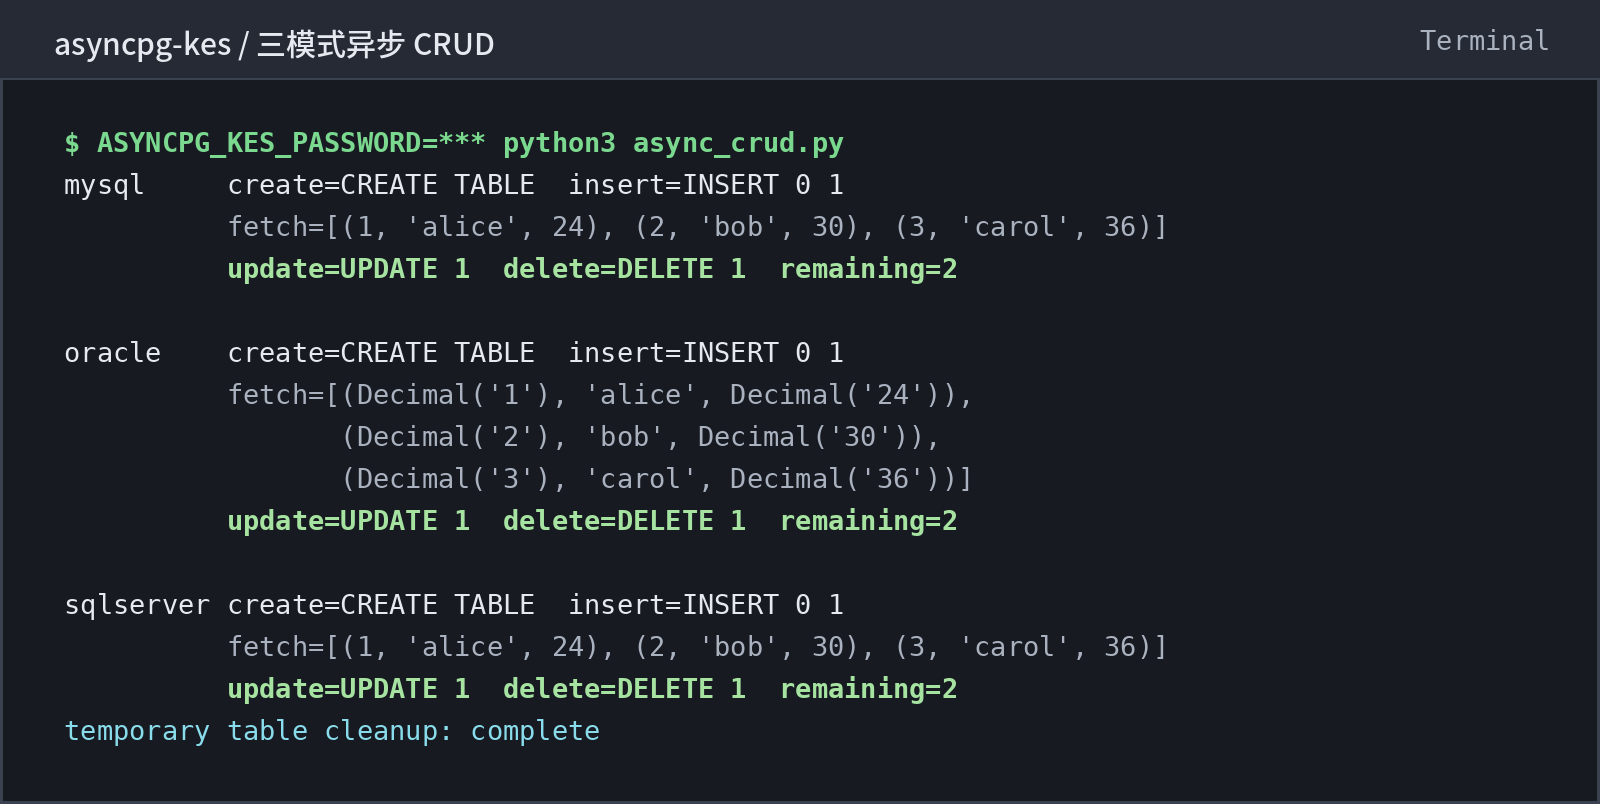 asyncpg-kes / 三模式异步 CRUD
Terminal
$ ASYNCPG_KES_PASSWORD=*** python3 async_crud.py
mysql     create=CREATE TABLE  insert=INSERT 0 1
          fetch=[(1, 'alice', 24), (2, 'bob', 30), (3, 'carol', 36)]
          update=UPDATE 1  delete=DELETE 1  remaining=2
oracle    create=CREATE TABLE  insert=INSERT 0 1
          fetch=[(Decimal('1'), 'alice', Decimal('24')),
                 (Decimal('2'), 'bob', Decimal('30')),
                 (Decimal('3'), 'carol', Decimal('36'))]
          update=UPDATE 1  delete=DELETE 1  remaining=2
sqlserver create=CREATE TABLE  insert=INSERT 0 1
          fetch=[(1, 'alice', 24), (2, 'bob', 30), (3, 'carol', 36)]
          update=UPDATE 1  delete=DELETE 1  remaining=2
temporary table cleanup: complete